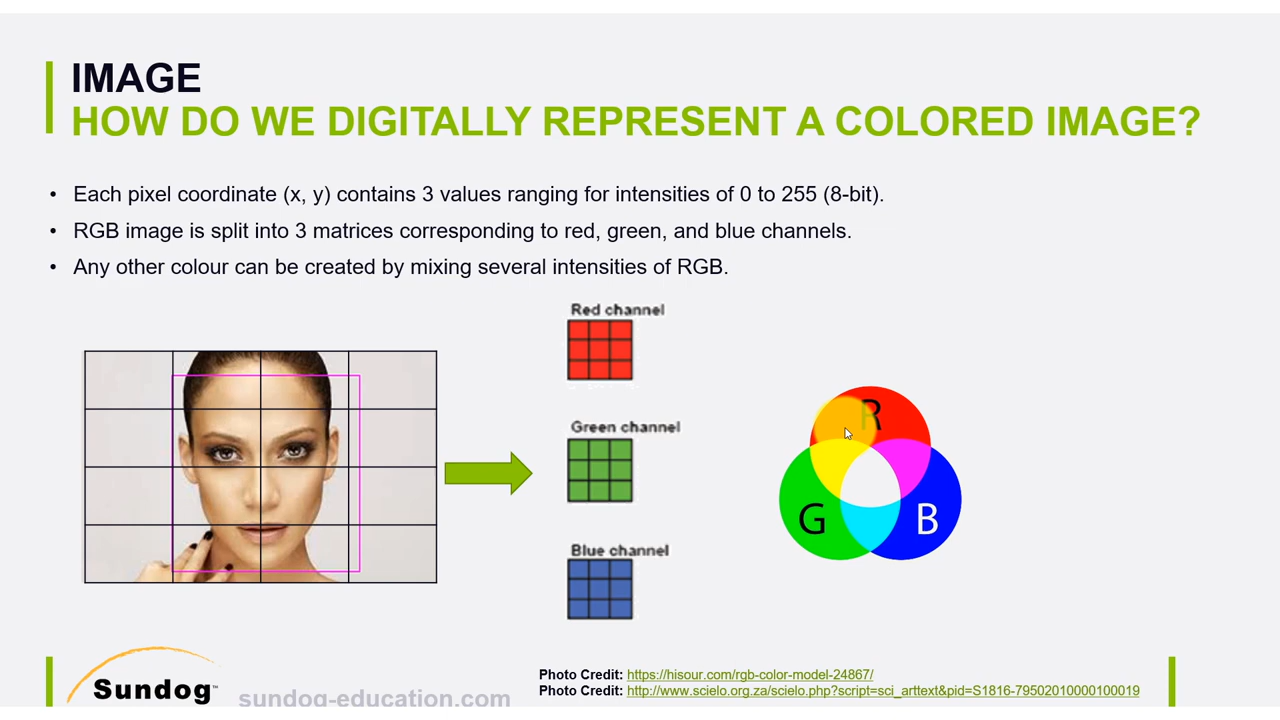 IMAGE
HOW DO WE DIGITALLY REPRESENT A COLORED IMAGE?
• Each pixel coordinate (x, y) contains 3 values ranging for intensities of 0 to 255 (8-bit).
• RGB image is split into 3 matrices corresponding to red, green, and blue channels.
• Any other colour can be created by mixing several intensities of RGB.
Red channel
Green channel
Blue channel
R
G
B
Sundog™
sundog-education.com
Photo Credit: https://hisour.com/rgb-color-model-24867/
Photo Credit: http://www.scielo.org.za/scielo.php?script=sci_arttext&pid=S1816-79502010000100019